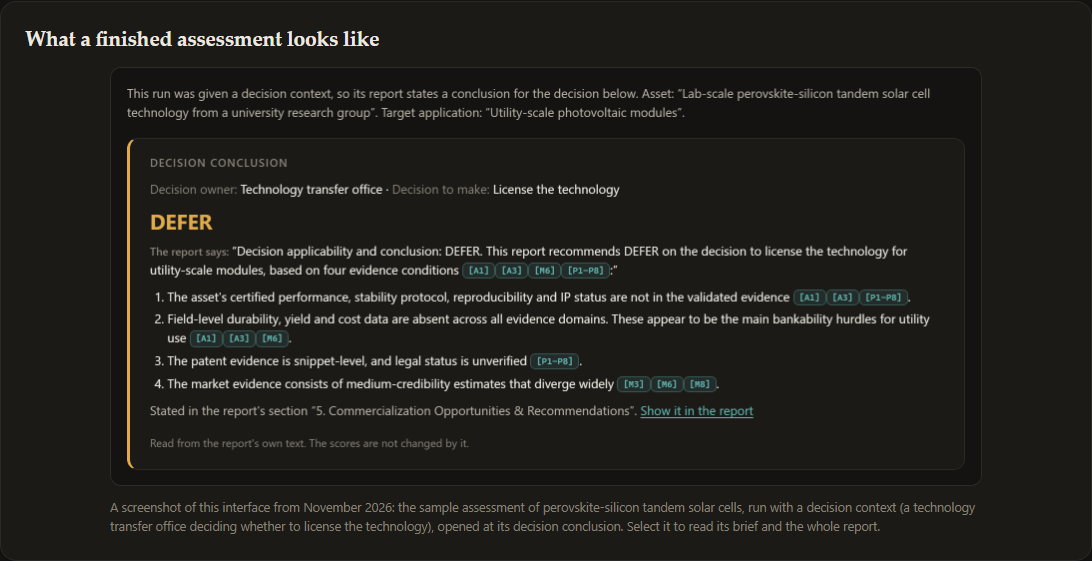 What a finished assessment looks like
This run was given a decision context, so its report states a conclusion for the decision below. Asset: "Lab-scale perovskite-silicon tandem solar cell
technology from a university research group". Target application: "Utility-scale photovoltaic modules".
DECISION CONCLUSION
Decision owner: Technology transfer office · Decision to make: License the technology
DEFER
The report says: "Decision applicability and conclusion: DEFER. This report recommends DEFER on the decision to license the technology for
utility-scale modules, based on four evidence conditions [A1] [A3] [M6] [P1–P8]:"
1. The asset's certified performance, stability protocol, reproducibility and IP status are not in the validated evidence [A1] [A3] [P1–P8].
2. Field-level durability, yield and cost data are absent across all evidence domains. These appear to be the main bankability hurdles for utility
use [A1] [A3] [M6].
3. The patent evidence is snippet-level, and legal status is unverified [P1–P8].
4. The market evidence consists of medium-credibility estimates that diverge widely [M3] [M6] [M8].
Stated in the report's section "5. Commercialization Opportunities & Recommendations". Show it in the report
Read from the report's own text. The scores are not changed by it.
A screenshot of this interface from November 2026: the sample assessment of perovskite-silicon tandem solar cells, run with a decision context (a technology
transfer office deciding whether to license the technology), opened at its decision conclusion. Select it to read its brief and the whole report.